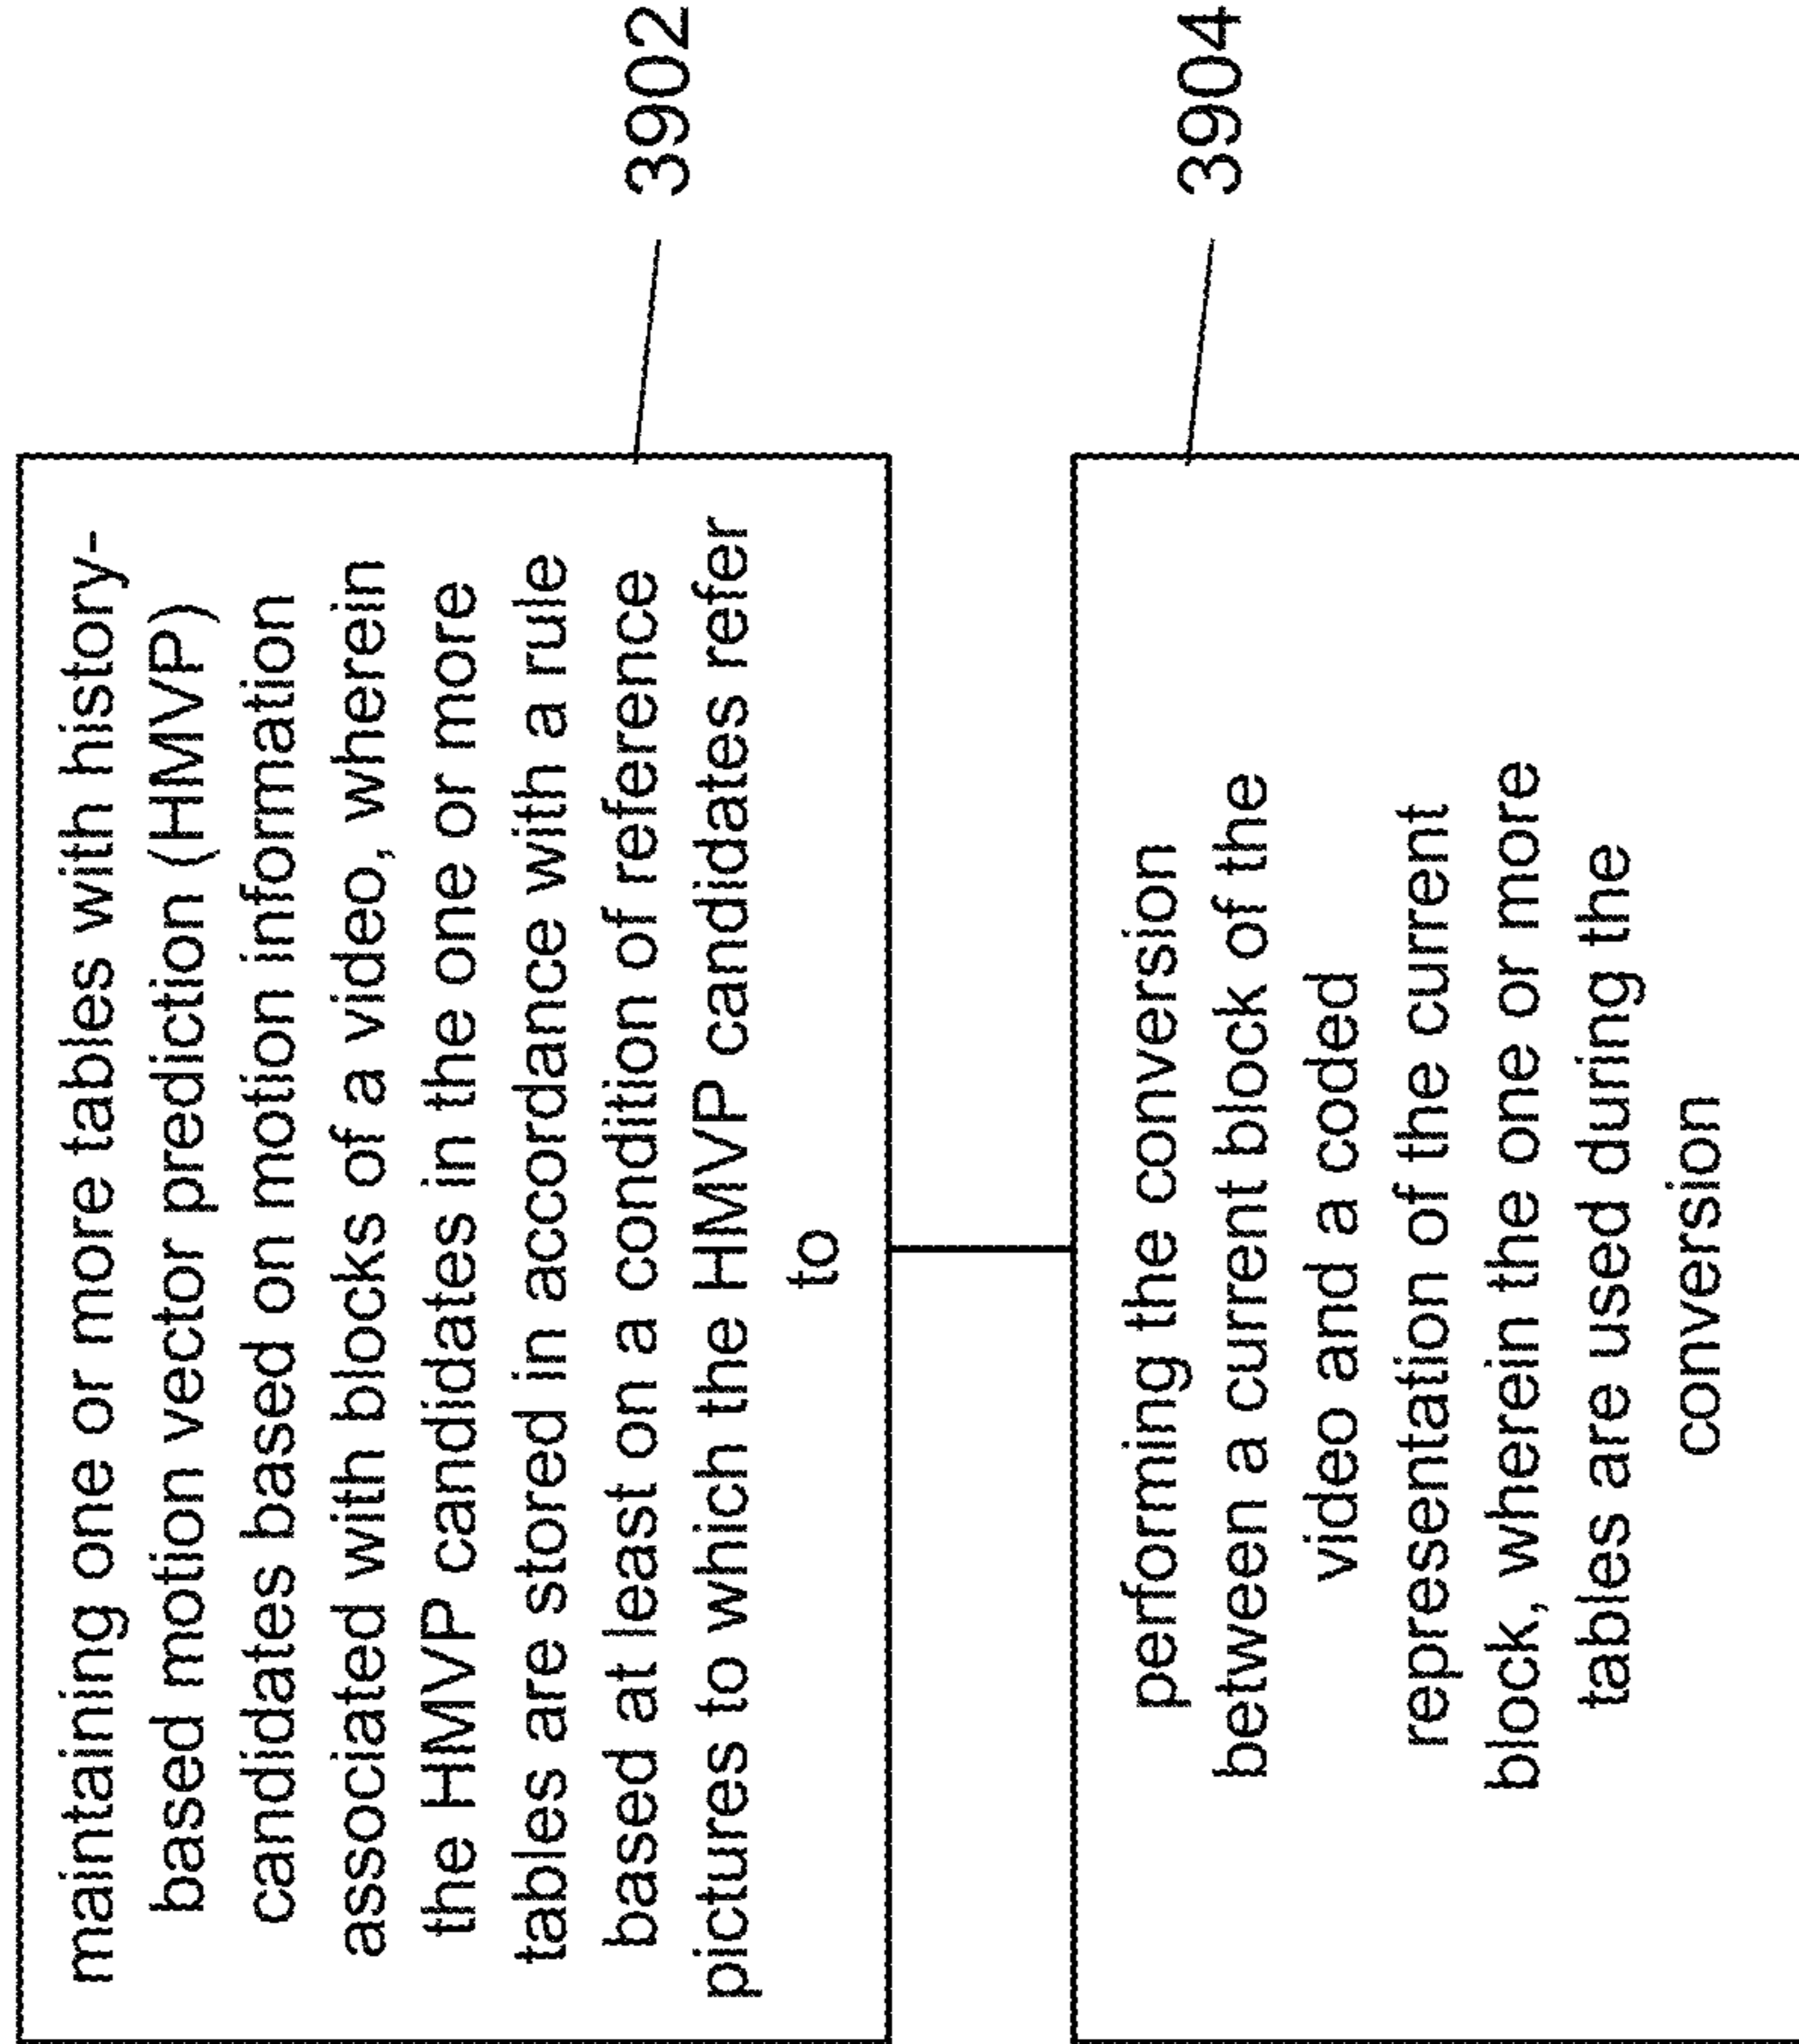 maintaining one or more tables with history-
based motion vector prediction (HMVP)
candidates based on motion information
associated with blocks of a video, wherein
the HMVP candidates in the one or more
tables are stored in accordance with a rule
based at least on a condition of reference
pictures to which the HMVP candidates refer
to
3902
performing the conversion
between a current block of the
video and a coded
representation of the current
block, wherein the one or more
tables are used during the
conversion
3904